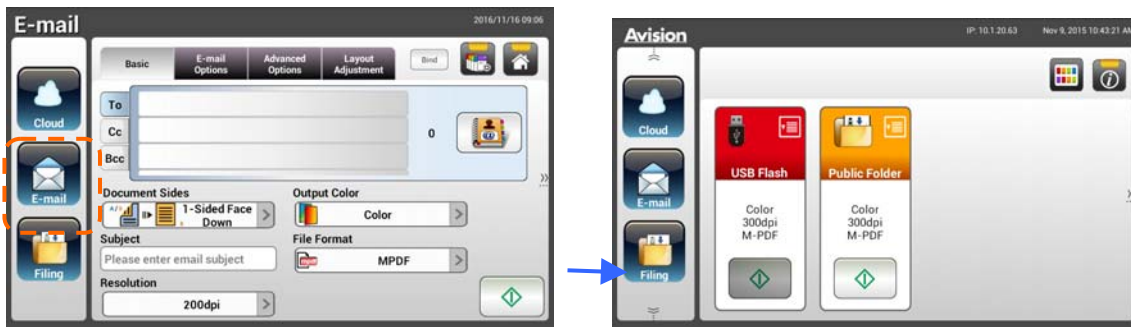 E-mail
2016/11/16 09:06
Basic
E-mail
Options
Advanced
Options
Layout
Adjustment
Bind
Cloud
E-mail
Filing
To
Cc
Bcc
0
Document Sides
1-Sided Face
Down
Output Color
Color
Subject
Please enter email subject
File Format
MPDF
Resolution
200dpi
Avision
IP: 10.1.20.63
Nov 9, 2015 10:43:21 AM
Cloud
E-mail
Filing
USB Flash
Color
300dpi
M-PDF
Public Folder
Color
300dpi
M-PDF